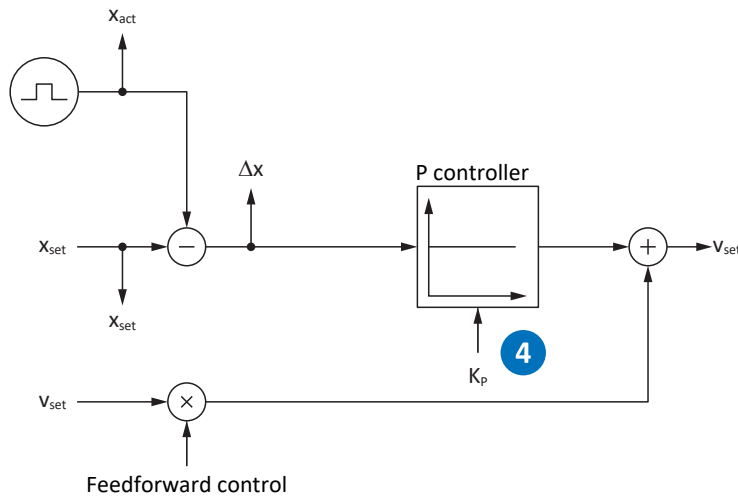 x_act
Δx
P controller
x_set
v_set
x_set
4
K_P
v_set
Feedforward control